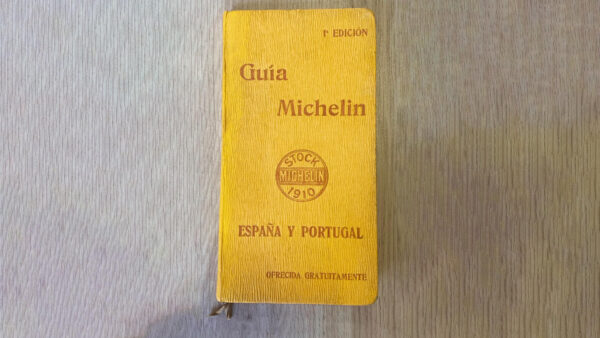 1ª EDICIÓN
Guía
Michelin
STOCK
MICHELIN
1910
ESPAÑA Y PORTUGAL
OFRECIDA GRATUITAMENTE